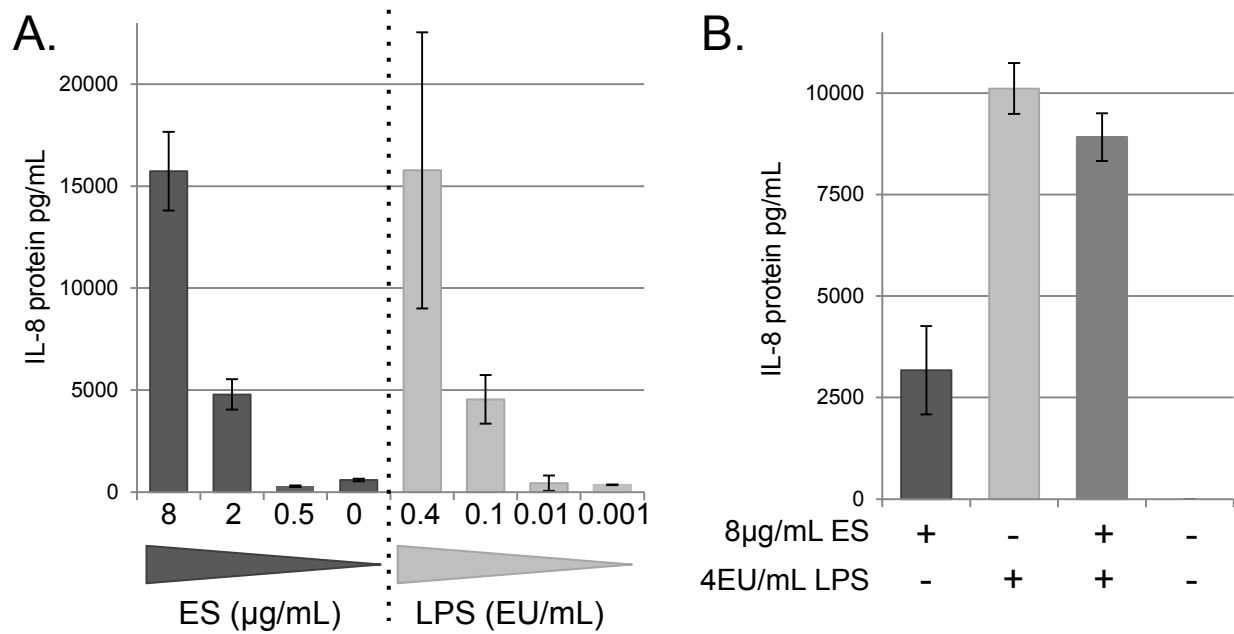 A.
IL-8 protein pg/mL
20000
15000
10000
5000
0
8 2 0.5 0 0.4 0.1 0.01 0.001
ES (µg/mL) LPS (EU/mL)
B.
IL-8 protein pg/mL
10000
7500
5000
2500
0
8µg/mL ES + - + -
4EU/mL LPS - + + -